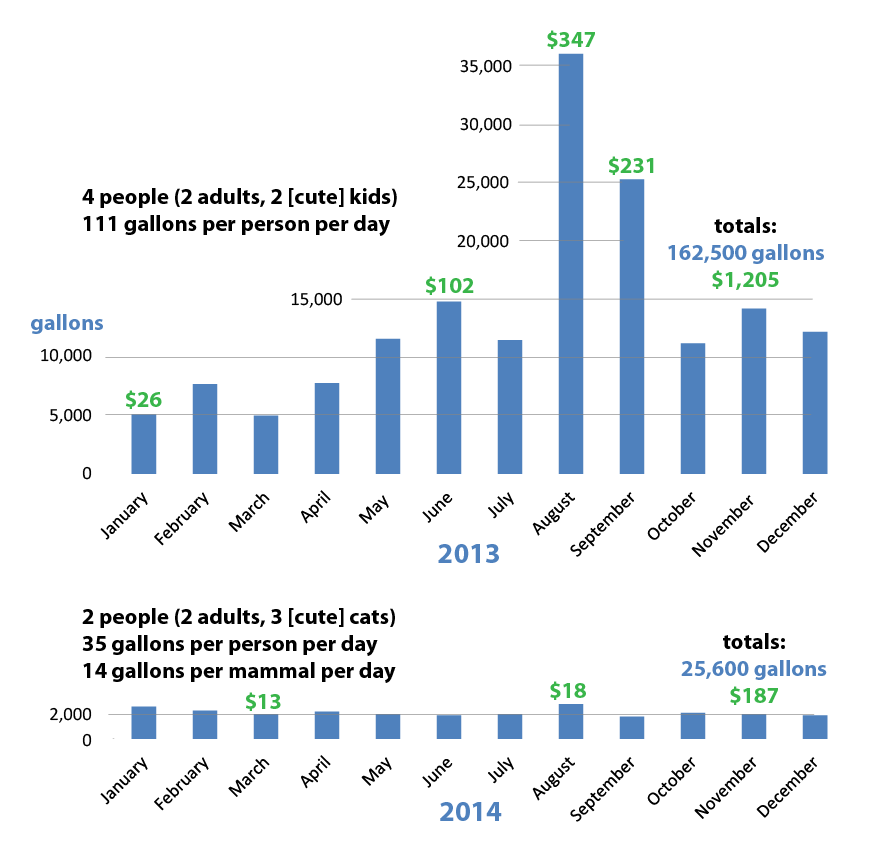 $347
35,000
30,000
25,000
$231
20,000
4 people (2 adults, 2 [cute] kids)
111 gallons per person per day
totals:
162,500 gallons
$1,205
15,000
$102
gallons
10,000
$26
5,000
0
January
February
March
April
May
June
July
August
September
October
November
December
2013
2 people (2 adults, 3 [cute] cats)
35 gallons per person per day
14 gallons per mammal per day
totals:
25,600 gallons
$187
$13
$18
2,000
0
January
February
March
April
May
June
July
August
September
October
November
December
2014